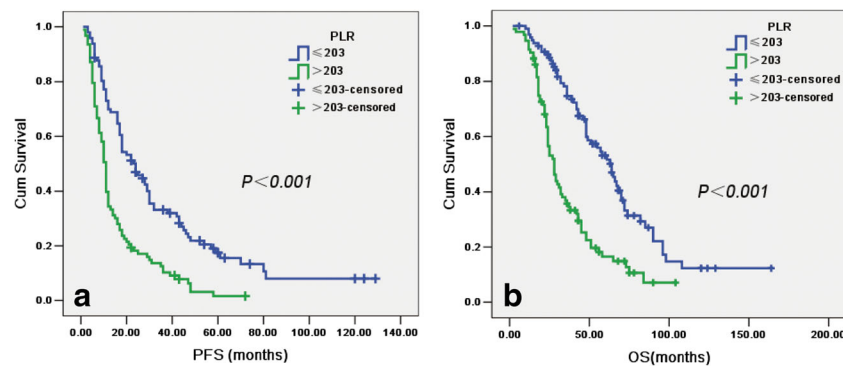 PLR
≤203
>203
≤203-censored
>203-censored
P<0.001
Cum Survival
1.0
0.8
0.6
0.4
0.2
0.0
0.00 20.00 40.00 60.00 80.00 100.00 120.00 140.00
PFS (months)
a
PLR
≤203
>203
≤203-censored
>203-censored
P<0.001
Cum Survival
1.0
0.8
0.6
0.4
0.2
0.0
0.00 50.00 100.00 150.00 200.00
OS(months)
b